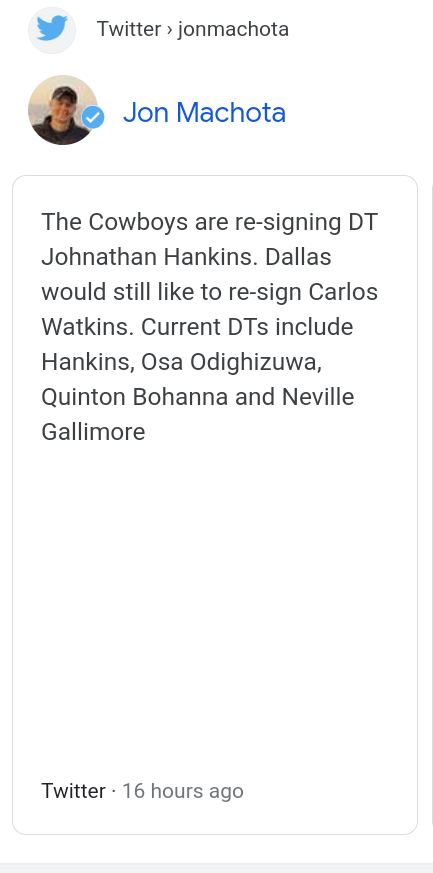 Twitter › jonmachota
Jon Machota
The Cowboys are re-signing DT
Johnathan Hankins. Dallas
would still like to re-sign Carlos
Watkins. Current DTs include
Hankins, Osa Odighizuwa,
Quinton Bohanna and Neville
Gallimore
Twitter · 16 hours ago